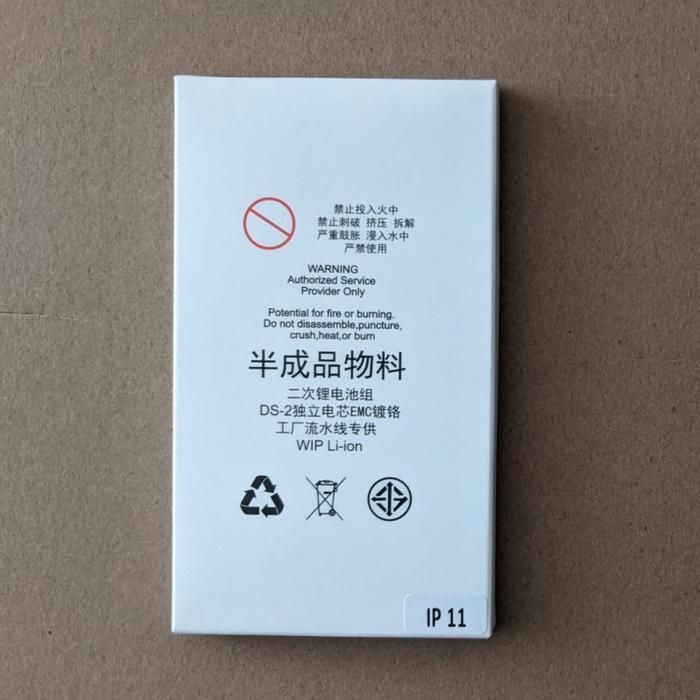 禁止投入火中
禁止刺破 挤压 拆解
严重鼓胀 漫入水中
严禁使用
WARNING
Authorized Service
Provider Only
Potential for fire or burning.
Do not disassemble,puncture,
crush,heat,or burn
半成品物料
二次锂电池组
DS-2独立电芯EMC镀铬
工厂流水线专供
WIP Li-ion
IP 11